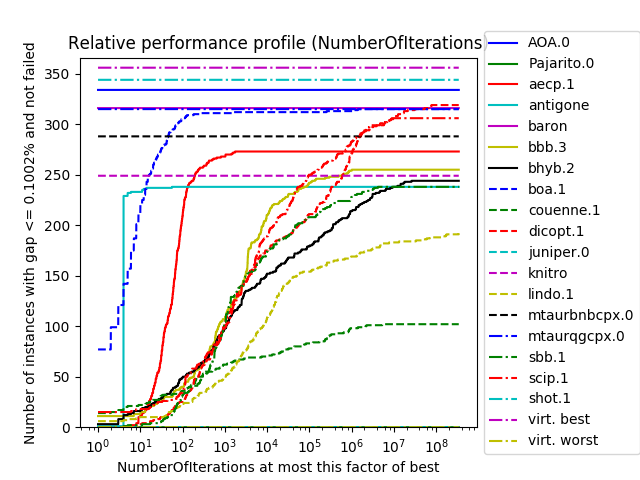 Relative performance profile (NumberOfIterations)
Number of instances with gap <= 0.1002% and not failed
350
300
250
200
150
100
50
0
10^0 10^1 10^2 10^3 10^4 10^5 10^6 10^7 10^8
NumberOfIterations at most this factor of best
AOA.0
Pajarito.0
aecp.1
antigone
baron
bbb.3
bhyb.2
boa.1
couenne.1
dicopt.1
juniper.0
knitro
lindo.1
mtaurbnbcpx.0
mtaurqgcpx.0
sbb.1
scip.1
shot.1
virt. best
virt. worst